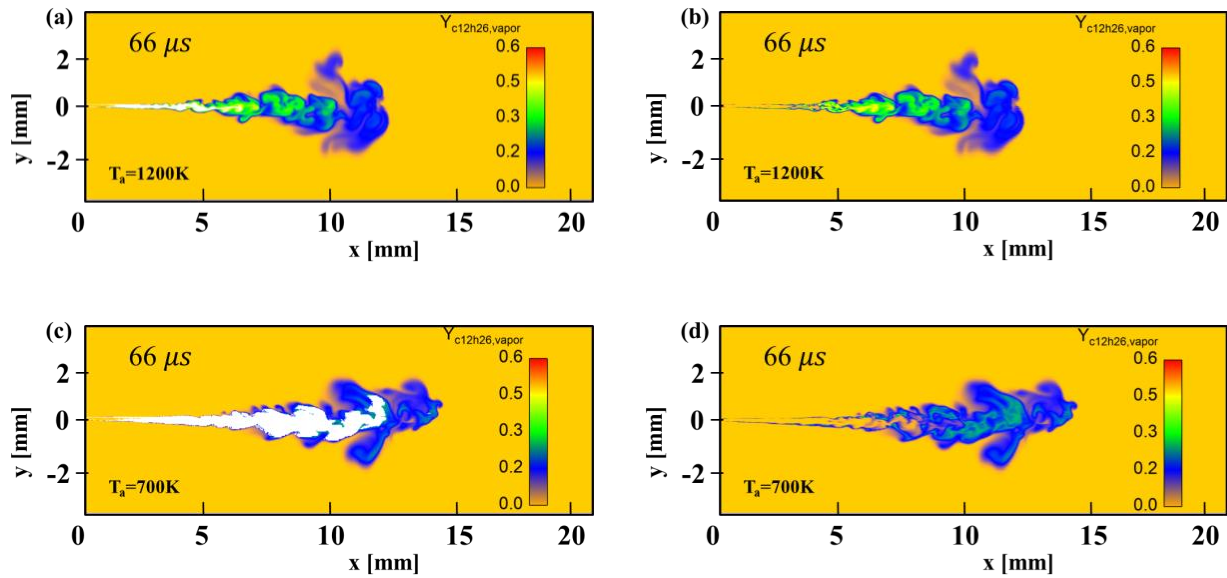 (a)
Y_c12h26,vapor
66 μs
0.6
0.5
0.3
0.2
0.0
2
0
-2
y [mm]
T_a=1200K
0 5 10 15 20
x [mm]
(b)
Y_c12h26,vapor
66 μs
0.6
0.5
0.3
0.2
0.0
2
0
-2
y [mm]
T_a=1200K
0 5 10 15 20
x [mm]
(c)
Y_c12h26,vapor
66 μs
0.6
0.5
0.3
0.2
0.0
2
0
-2
y [mm]
T_a=700K
0 5 10 15 20
x [mm]
(d)
Y_c12h26,vapor
66 μs
0.6
0.5
0.3
0.2
0.0
2
0
-2
y [mm]
T_a=700K
0 5 10 15 20
x [mm]